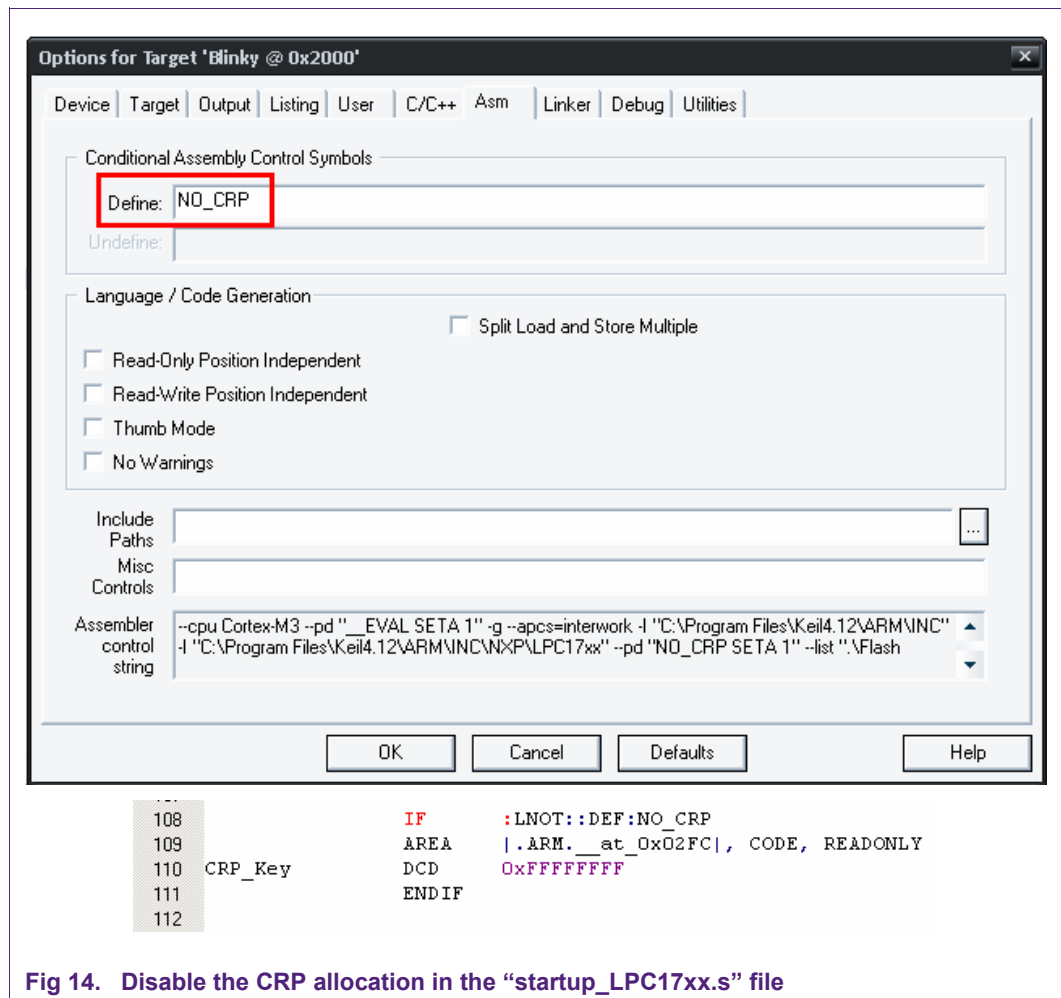 Options for Target 'Blinky @ 0x2000'
Device Target Output Listing User C/C++ Asm Linker Debug Utilities
Conditional Assembly Control Symbols
Define: NO_CRP
Undefine:
Language / Code Generation
Split Load and Store Multiple
Read-Only Position Independent
Read-Write Position Independent
Thumb Mode
No Warnings
Include
Paths
...
Misc
Controls
Assembler
control
string
--cpu Cortex-M3 --pd "__EVAL SETA 1" -g --apcs=interwork -I "C:\Program Files\Keil4.12\ARM\INC"
-I "C:\Program Files\Keil4.12\ARM\INC\NXP\LPC17xx" --pd "NO_CRP SETA 1" --list ".\Flash
OK Cancel Defaults Help
108 IF :LNOT::DEF:NO_CRP
109 AREA |.ARM.__at_0x02FC|, CODE, READONLY
110 CRP_Key DCD 0xFFFFFFFF
111 ENDIF
112
Fig 14. Disable the CRP allocation in the “startup_LPC17xx.s” file